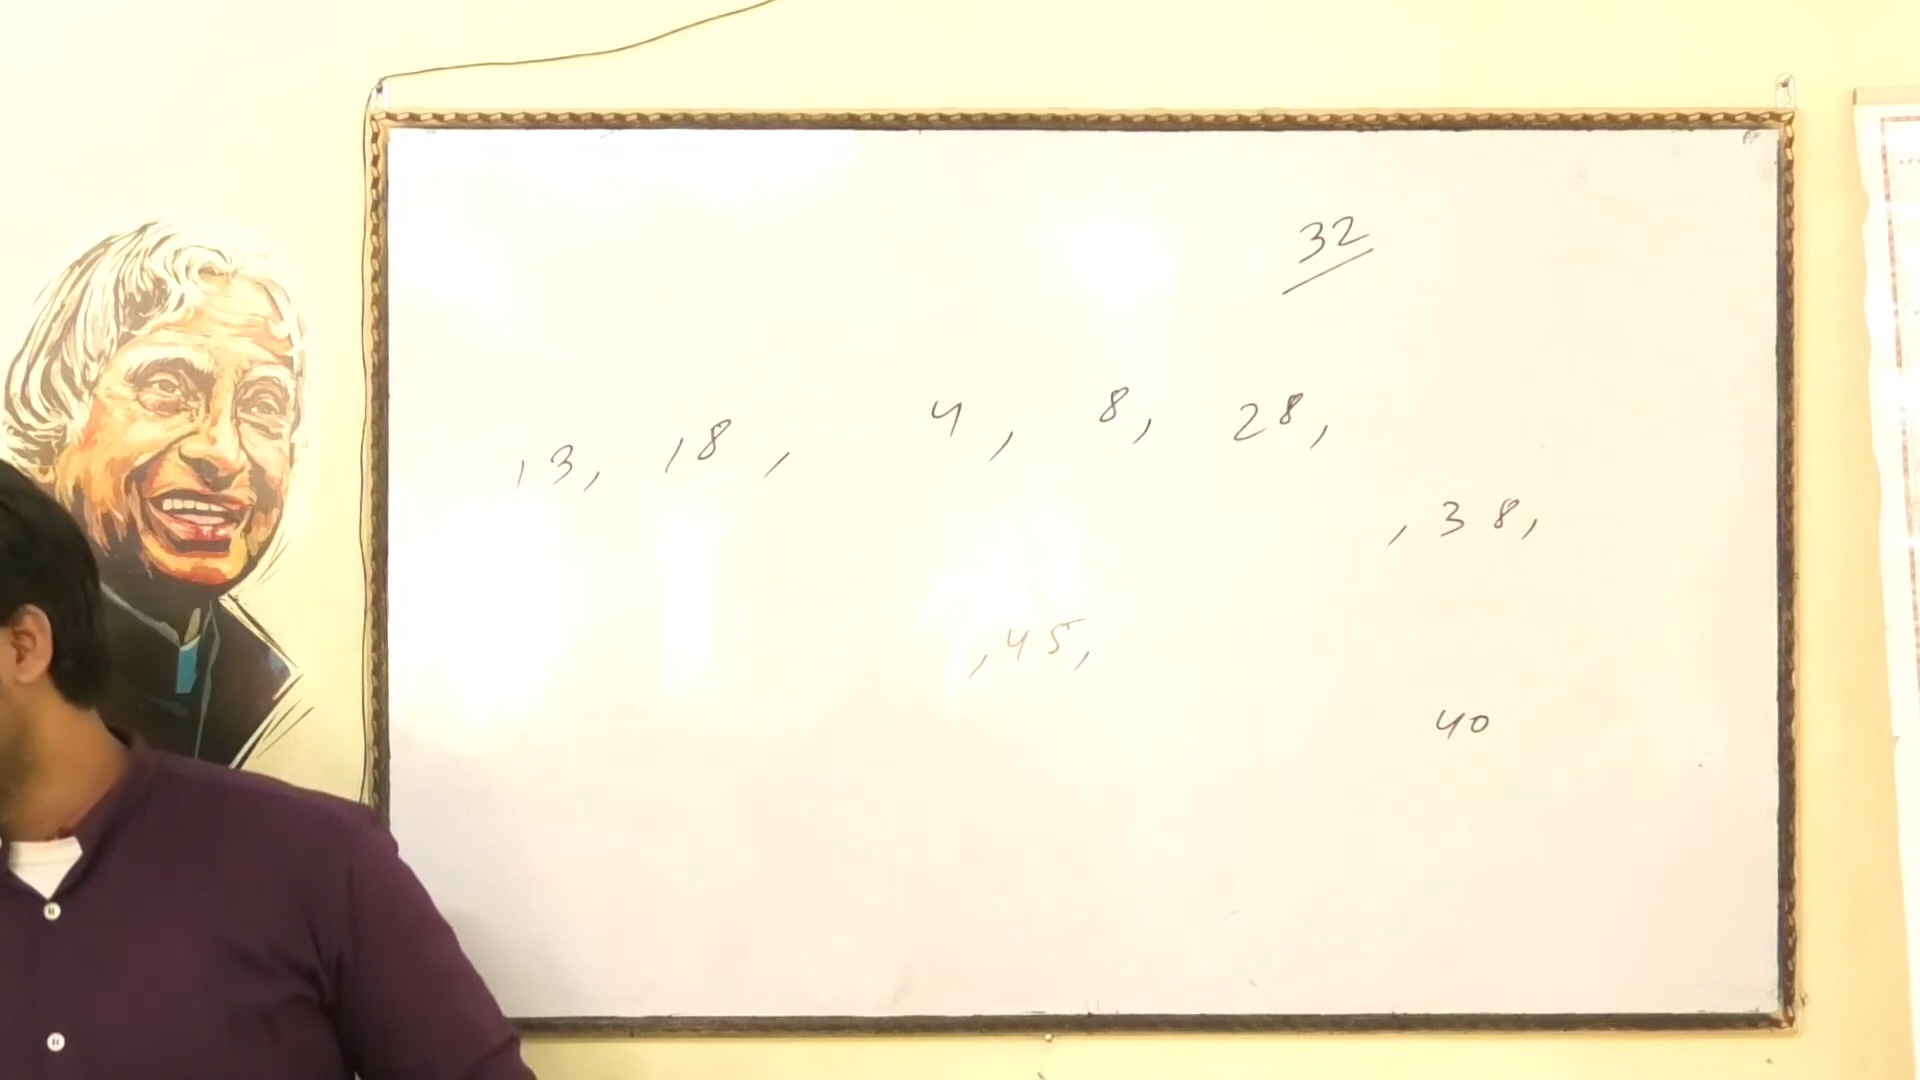 32
13, 18, 4, 8, 28,
, 38,
, 45,
40